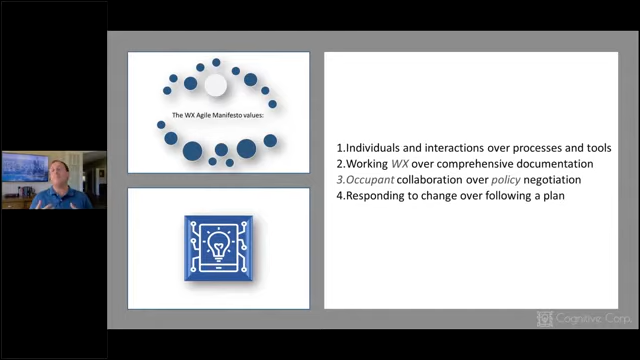 The WX Agile Manifesto values:
1.Individuals and interactions over processes and tools
2.Working WX over comprehensive documentation
3.Occupant collaboration over policy negotiation
4.Responding to change over following a plan
Cognitive Corp.